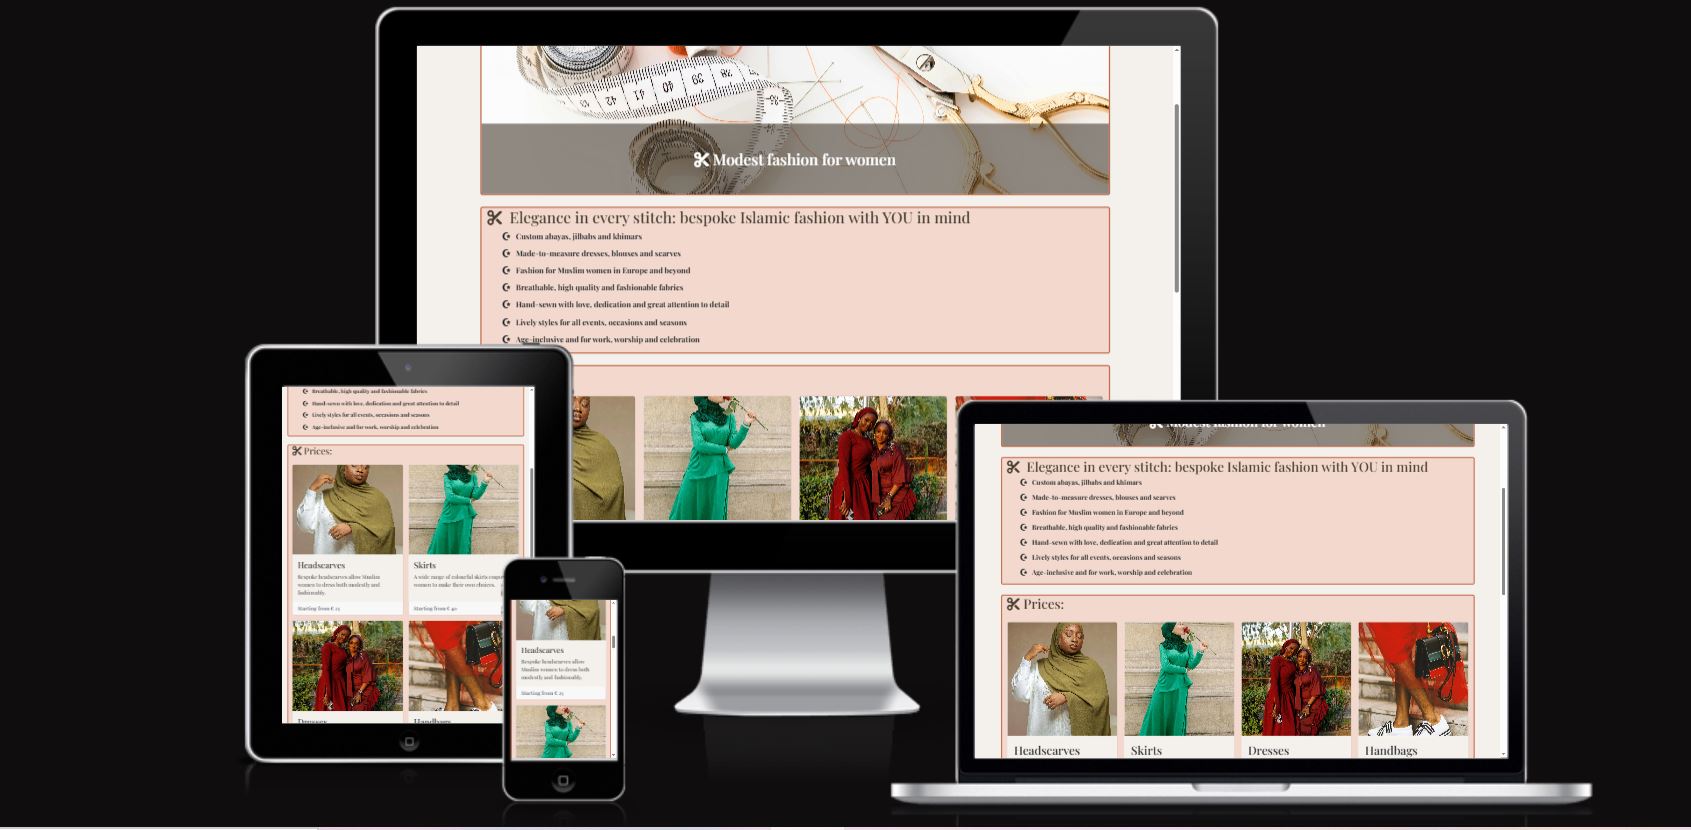 42 41 40 39 38
Modest fashion for women
Elegance in every stitch: bespoke Islamic fashion with YOU in mind
Custom abayas, jilbabs and khimars
Made-to-measure dresses, blouses and scarves
Fashion for Muslim women in Europe and beyond
Breathable, high quality and fashionable fabrics
Hand-sewn with love, dedication and great attention to detail
Lively styles for all events, occasions and seasons
Age-inclusive and for work, worship and celebration
Breathable, high quality and fashionable fabrics
Hand-sewn with love, dedication and great attention to detail
Lively styles for all events, occasions and seasons
Age-inclusive and for work, worship and celebration
Prices:
Headscarves
Bespoke headscarves allow Muslim
women to dress both modestly and
fashionably.
Starting from € 25
Skirts
A wide range of colourful skirts
women to make their own choices.
Starting from € 40
Dresses
Handbags
Headscarves
Bespoke headscarves allow
Muslim women to dress both
modestly and fashionably.
Starting from € 25
Modest fashion for women
Elegance in every stitch: bespoke Islamic fashion with YOU in mind
Custom abayas, jilbabs and khimars
Made-to-measure dresses, blouses and scarves
Fashion for Muslim women in Europe and beyond
Breathable, high quality and fashionable fabrics
Hand-sewn with love, dedication and great attention to detail
Lively styles for all events, occasions and seasons
Age-inclusive and for work, worship and celebration
Prices:
Headscarves
Skirts
Dresses
Handbags